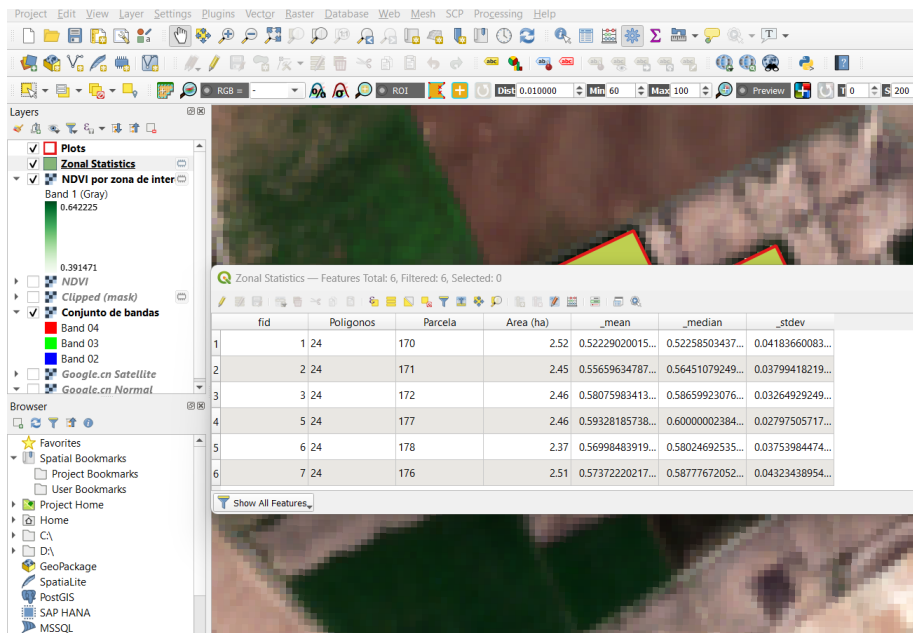 Project Edit View Layer Settings Plugins Vector Raster Database Web Mesh SCP Processing Help
RGB = - ROI Dist 0.010000 Min 60 Max 100 Preview T 0 S 200
Layers
Plots
Zonal Statistics
NDVI por zona de inter
Band 1 (Gray)
0.642225
0.391471
NDVI
Clipped (mask)
Conjunto de bandas
Band 04
Band 03
Band 02
Google.cn Satellite
Google.cn Normal
Browser
Favorites
Spatial Bookmarks
Project Bookmarks
User Bookmarks
Project Home
Home
C:\
D:\
GeoPackage
SpatiaLite
PostGIS
SAP HANA
MSSQL
Zonal Statistics — Features Total: 6, Filtered: 6, Selected: 0
fid Poligonos Parcela Area (ha) _mean _median _stdev
1 1 24 170 2.52 0.52229020015... 0.52258503437... 0.04183660083...
2 2 24 171 2.45 0.55659634787... 0.56451079249... 0.03799418219...
3 3 24 172 2.46 0.58075983413... 0.58659923076... 0.03264929249...
4 5 24 177 2.46 0.59328185738... 0.60000002384... 0.02797505717...
5 6 24 178 2.37 0.56998483919... 0.58024692535... 0.03753984474...
6 7 24 176 2.51 0.57372220217... 0.58777672052... 0.04323438954...
Show All Features